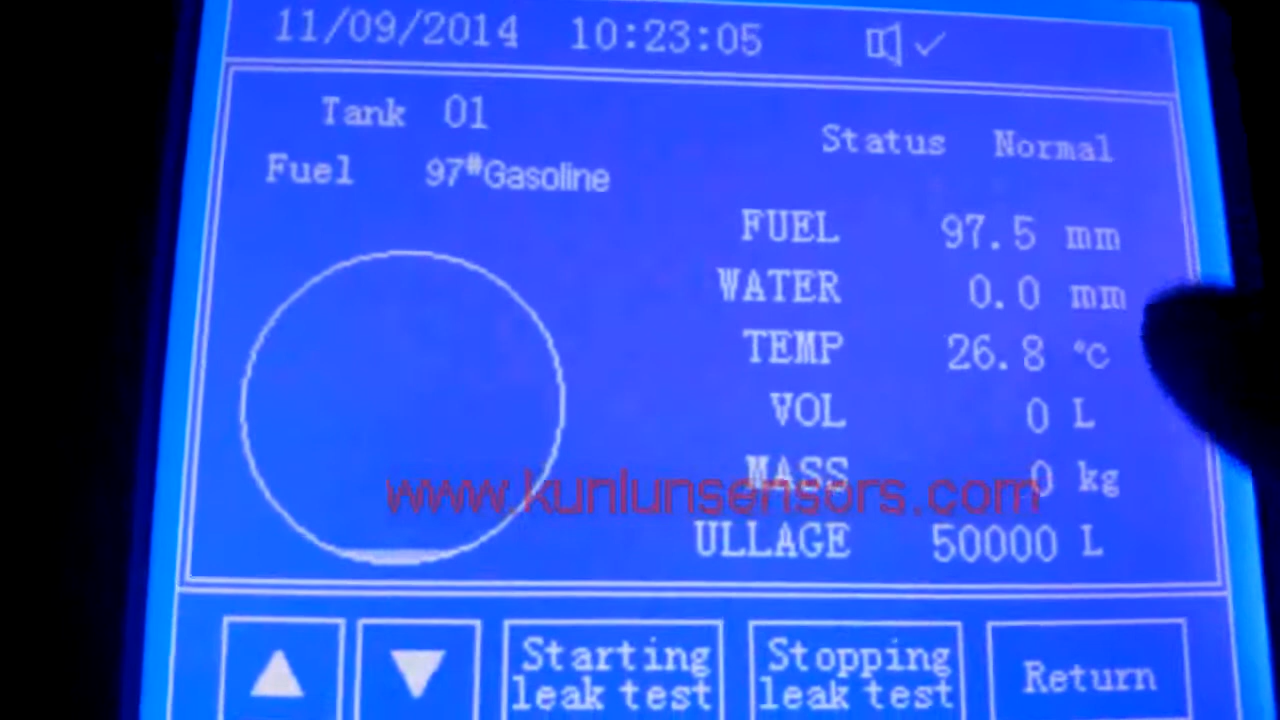 11/09/2014 10:23:05
Tank 01
Status Normal
Fuel 97#Gasoline
FUEL 97.5 mm
WATER 0.0 mm
TEMP 26.8 °C
VOL 0 L
MASS 0 kg
www.kunlunsensors.com
ULLAGE 50000 L
Starting leak test
Stopping leak test
Return